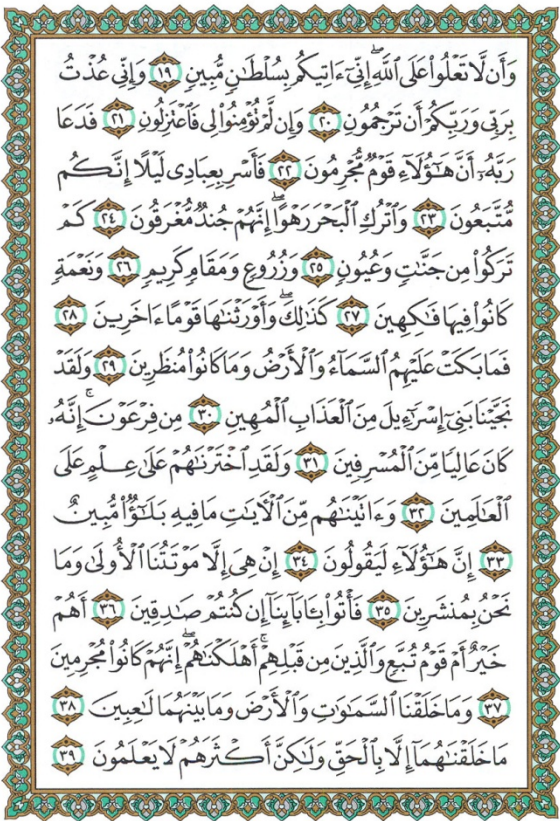 وَأَن لَّا تَعْلُوا۟ عَلَى ٱللَّهِ ۖ إِنِّىٓ ءَاتِيكُم بِسُلْطَٰنٍ مُّبِينٍ ١٩ وَإِنِّى عُذْتُ
بِرَبِّى وَرَبِّكُمْ أَن تَرْجُمُونِ ٢٠ وَإِن لَّمْ تُؤْمِنُوا۟ لِى فَٱعْتَزِلُونِ ٢١ فَدَعَا
رَبَّهُۥٓ أَنَّ هَٰٓؤُلَآءِ قَوْمٌ مُّجْرِمُونَ ٢٢ فَأَسْرِ بِعِبَادِى لَيْلًا إِنَّكُم
مُّتَّبَعُونَ ٢٣ وَٱتْرُكِ ٱلْبَحْرَ رَهْوًا ۖ إِنَّهُمْ جُندٌ مُّغْرَقُونَ ٢٤ كَمْ
تَرَكُوا۟ مِن جَنَّٰتٍ وَعُيُونٍ ٢٥ وَزُرُوعٍ وَمَقَامٍ كَرِيمٍ ٢٦ وَنَعْمَةٍ
كَانُوا۟ فِيهَا فَٰكِهِينَ ٢٧ كَذَٰلِكَ ۖ وَأَوْرَثْنَٰهَا قَوْمًا ءَاخَرِينَ ٢٨
فَمَا بَكَتْ عَلَيْهِمُ ٱلسَّمَآءُ وَٱلْأَرْضُ وَمَا كَانُوا۟ مُنظَرِينَ ٢٩ وَلَقَدْ
نَجَّيْنَا بَنِىٓ إِسْرَٰٓءِيلَ مِنَ ٱلْعَذَابِ ٱلْمُهِينِ ٣٠ مِن فِرْعَوْنَ ۚ إِنَّهُۥ
كَانَ عَالِيًا مِّنَ ٱلْمُسْرِفِينَ ٣١ وَلَقَدِ ٱخْتَرْنَٰهُمْ عَلَىٰ عِلْمٍ عَلَى
ٱلْعَٰلَمِينَ ٣٢ وَءَاتَيْنَٰهُم مِّنَ ٱلْءَايَٰتِ مَا فِيهِ بَلَٰٓؤٌا۟ مُّبِينٌ
٣٣ إِنَّ هَٰٓؤُلَآءِ لَيَقُولُونَ ٣٤ إِنْ هِىَ إِلَّا مَوْتَتُنَا ٱلْأُولَىٰ وَمَا
نَحْنُ بِمُنشَرِينَ ٣٥ فَأْتُوا۟ بِـَٔابَآئِنَآ إِن كُنتُمْ صَٰدِقِينَ ٣٦ أَهُمْ
خَيْرٌ أَمْ قَوْمُ تُبَّعٍ وَٱلَّذِينَ مِن قَبْلِهِمْ ۚ أَهْلَكْنَٰهُمْ ۖ إِنَّهُمْ كَانُوا۟ مُجْرِمِينَ
٣٧ وَمَا خَلَقْنَا ٱلسَّمَٰوَٰتِ وَٱلْأَرْضَ وَمَا بَيْنَهُمَا لَٰعِبِينَ ٣٨
مَا خَلَقْنَٰهُمَآ إِلَّا بِٱلْحَقِّ وَلَٰكِنَّ أَكْثَرَهُمْ لَا يَعْلَمُونَ ٣٩